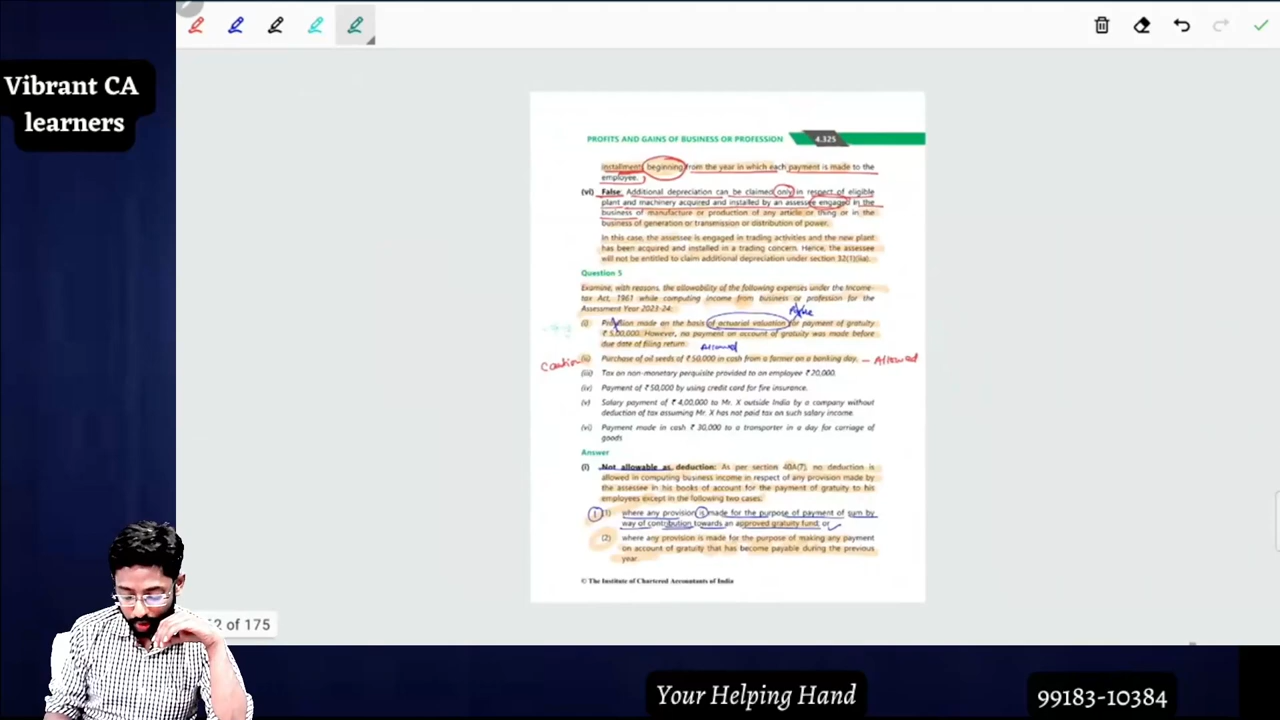 Vibrant CA
learners
PROFITS AND GAINS OF BUSINESS OR PROFESSION 4.325
installment beginning from the year in which each payment is made to the
employee.
(vi) False: Additional depreciation can be claimed only in respect of eligible
plant and machinery acquired and installed by an assessee engaged in the
business of manufacture or production of any article or thing or in the
business of generation or transmission or distribution of power.
In this case, the assessee is engaged in trading activities and the new plant
has been acquired and installed in a trading concern. Hence, the assessee
will not be entitled to claim additional depreciation under section 32(1)(iia).
Question 5
Examine, with reasons, the allowability of the following expenses under the Income-
tax Act, 1961 while computing income from business or profession for the
Assessment Year 2023-24:
(i) Provision made on the basis of actuarial valuation for payment of gratuity
₹ 5,00,000. However, no payment on account of gratuity was made before
due date of filing return. Allowed
Caution (ii) Purchase of oil seeds of ₹ 50,000 in cash from a farmer on a banking day. - Allowed
(iii) Tax on non-monetary perquisite provided to an employee ₹ 20,000.
(iv) Payment of ₹ 50,000 by using credit card for fire insurance.
(v) Salary payment of ₹ 4,00,000 to Mr. X outside India by a company without
deduction of tax assuming Mr. X has not paid tax on such salary income.
(vi) Payment made in cash ₹ 30,000 to a transporter in a day for carriage of
goods
Answer
(i) Not allowable as deduction: As per section 40A(7), no deduction is
allowed in computing business income in respect of any provision made by
the assessee in his books of account for the payment of gratuity to his
employees except in the following two cases:
1 (1) where any provision is made for the purpose of payment of sum by
way of contribution towards an approved gratuity fund; or
(2) where any provision is made for the purpose of making any payment
on account of gratuity that has become payable during the previous
year.
© The Institute of Chartered Accountants of India
2 of 175
Your Helping Hand
99183-10384